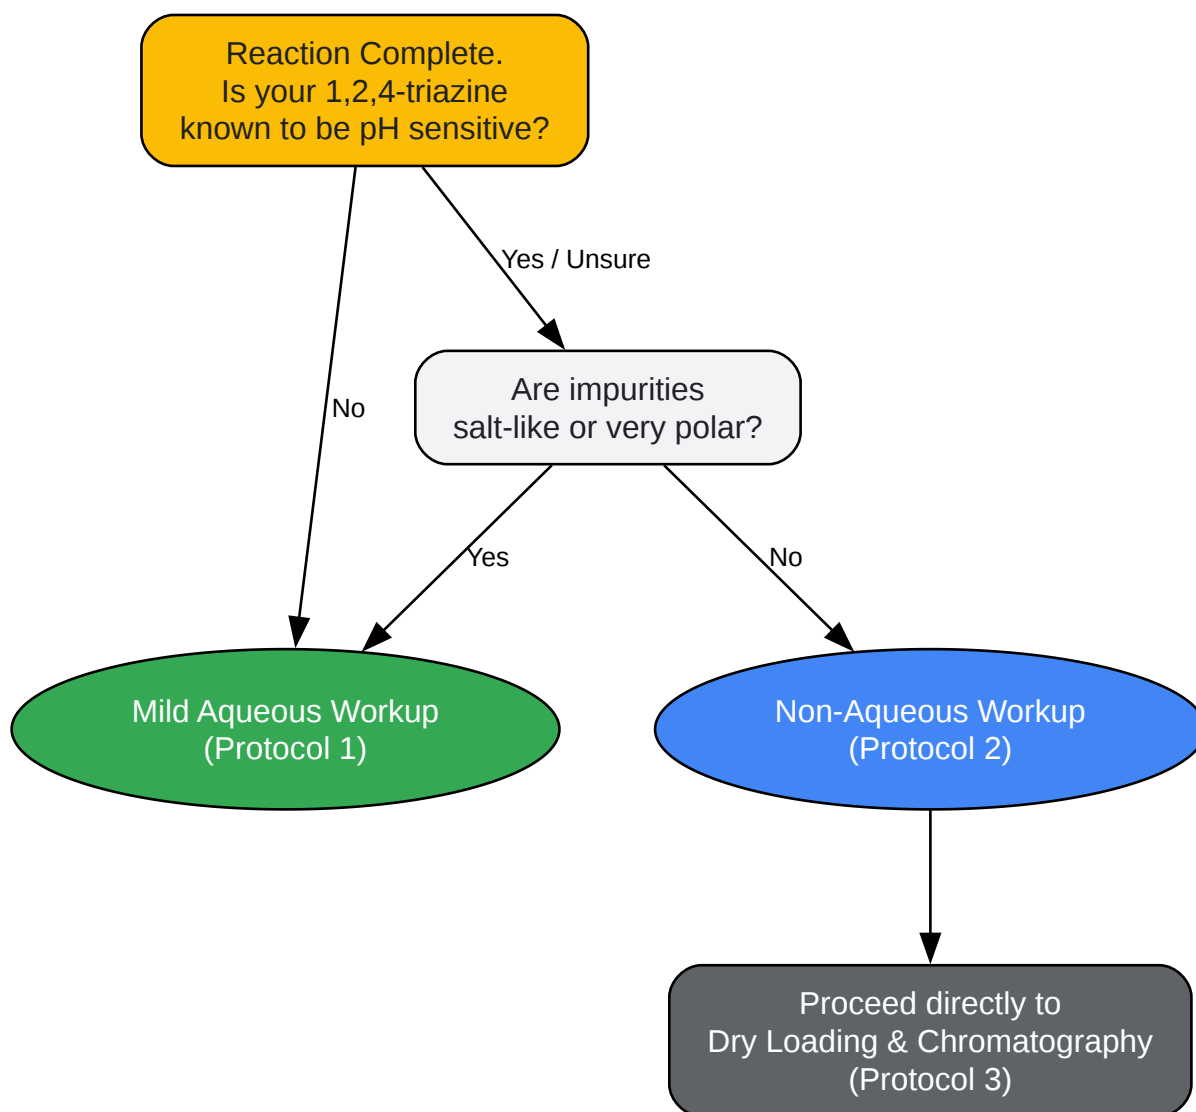 Reaction Complete.
Is your 1,2,4-triazine
known to be pH sensitive?
Yes / Unsure
Are impurities
salt-like or very polar?
No
Yes
No
Mild Aqueous Workup
(Protocol 1)
Non-Aqueous Workup
(Protocol 2)
Proceed directly to
Dry Loading & Chromatography
(Protocol 3)